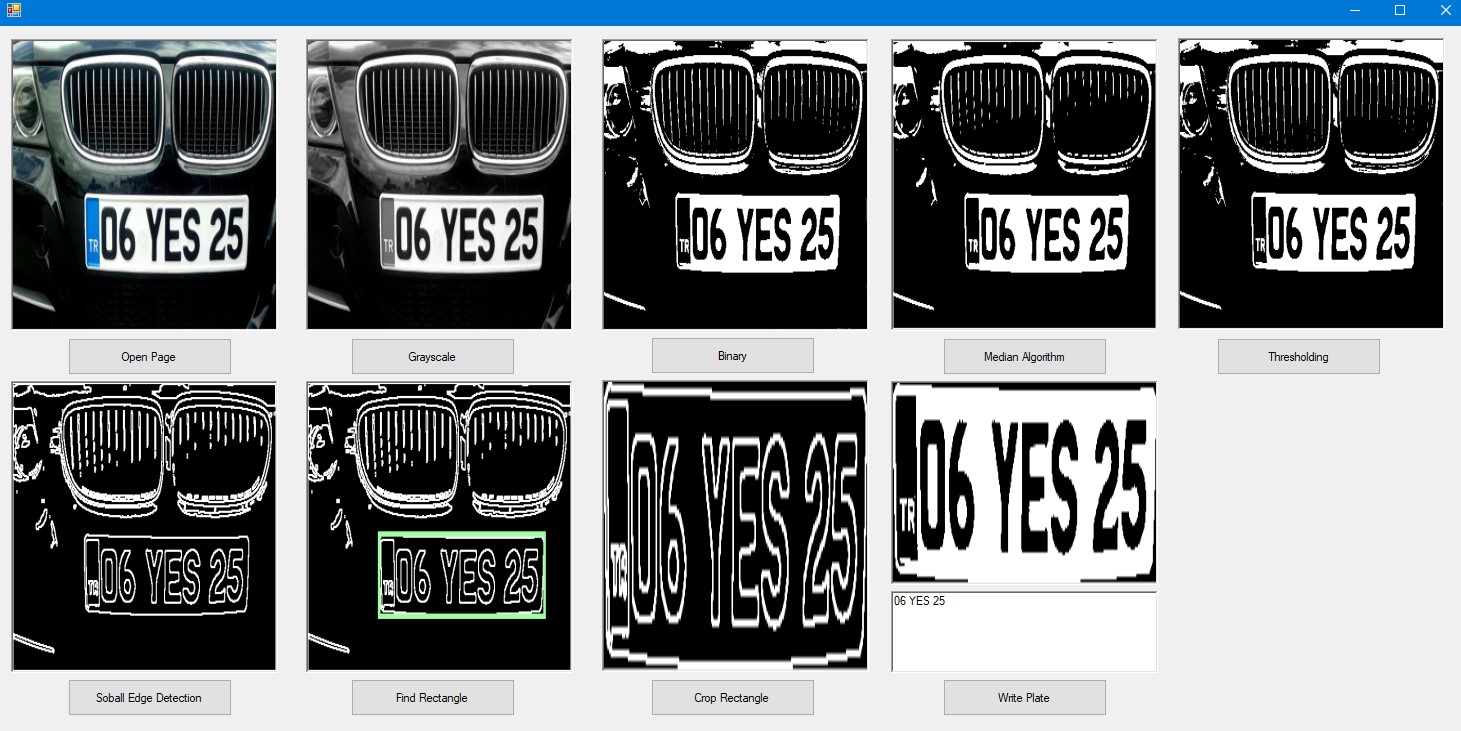 TR 06 YES 25
TR 06 YES 25
TR 06 YES 25
TR 06 YES 25
TR 06 YES 25
Open Page
Grayscale
Binary
Median Algorithm
Thresholding
TR 06 YES 25
TR 06 YES 25
TR 06 YES 25
TR 06 YES 25
06 YES 25
Soball Edge Detection
Find Rectangle
Crop Rectangle
Write Plate